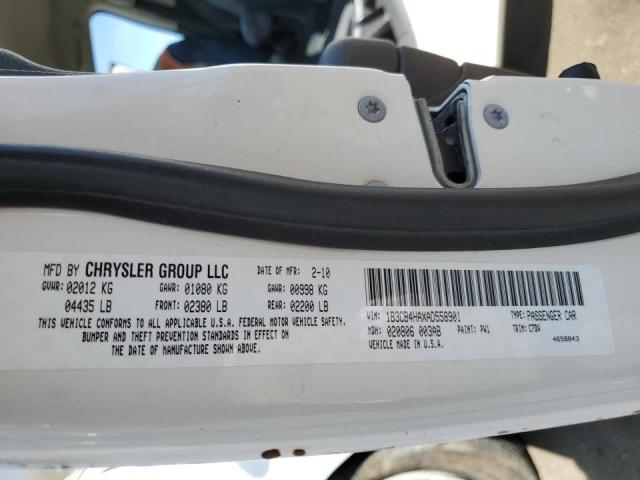 MFD BY CHRYSLER GROUP LLC DATE OF MFR: 2-10
GVWR: 02012 KG GAWR: 01080 KG GAWR: 00998 KG
04435 LB FRONT: 02380 LB REAR: 02200 LB
THIS VEHICLE CONFORMS TO ALL APPLICABLE U.S.A. FEDERAL MOTOR VEHICLE SAFETY,
BUMPER AND THEFT PREVENTION STANDARDS IN EFFECT ON
THE DATE OF MANUFACTURE SHOWN ABOVE.
VIN: 1B3CB4HAXAD558901 TYPE: PASSENGER CAR
MDH: 020806 003AB PAINT: PW1 TRIM: C7DV
VEHICLE MADE IN U.S.A. 4658843